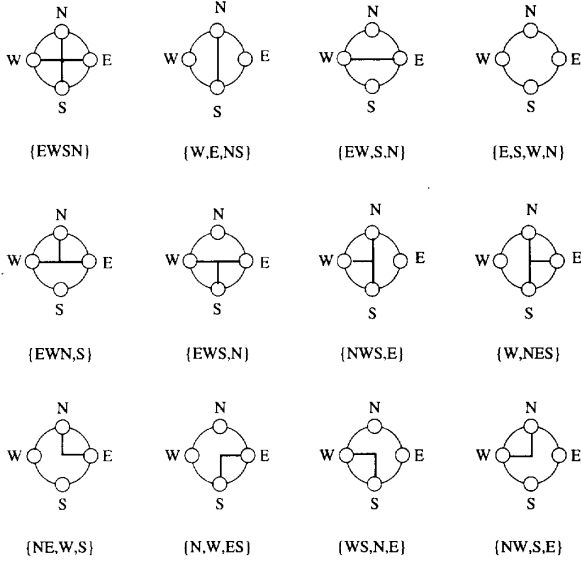 N N N N
W E W E W E W E
S S S S
{EWSN} {W,E,NS} {EW,S,N} {E,S,W,N}
N N N N
W E W E W E W E
S S S S
{EWN,S} {EWS,N} {NWS,E} {W,NES}
N N N N
W E W E W E W E
S S S S
{NE,W,S} {N,W,ES} {WS,N,E} {NW,S,E}